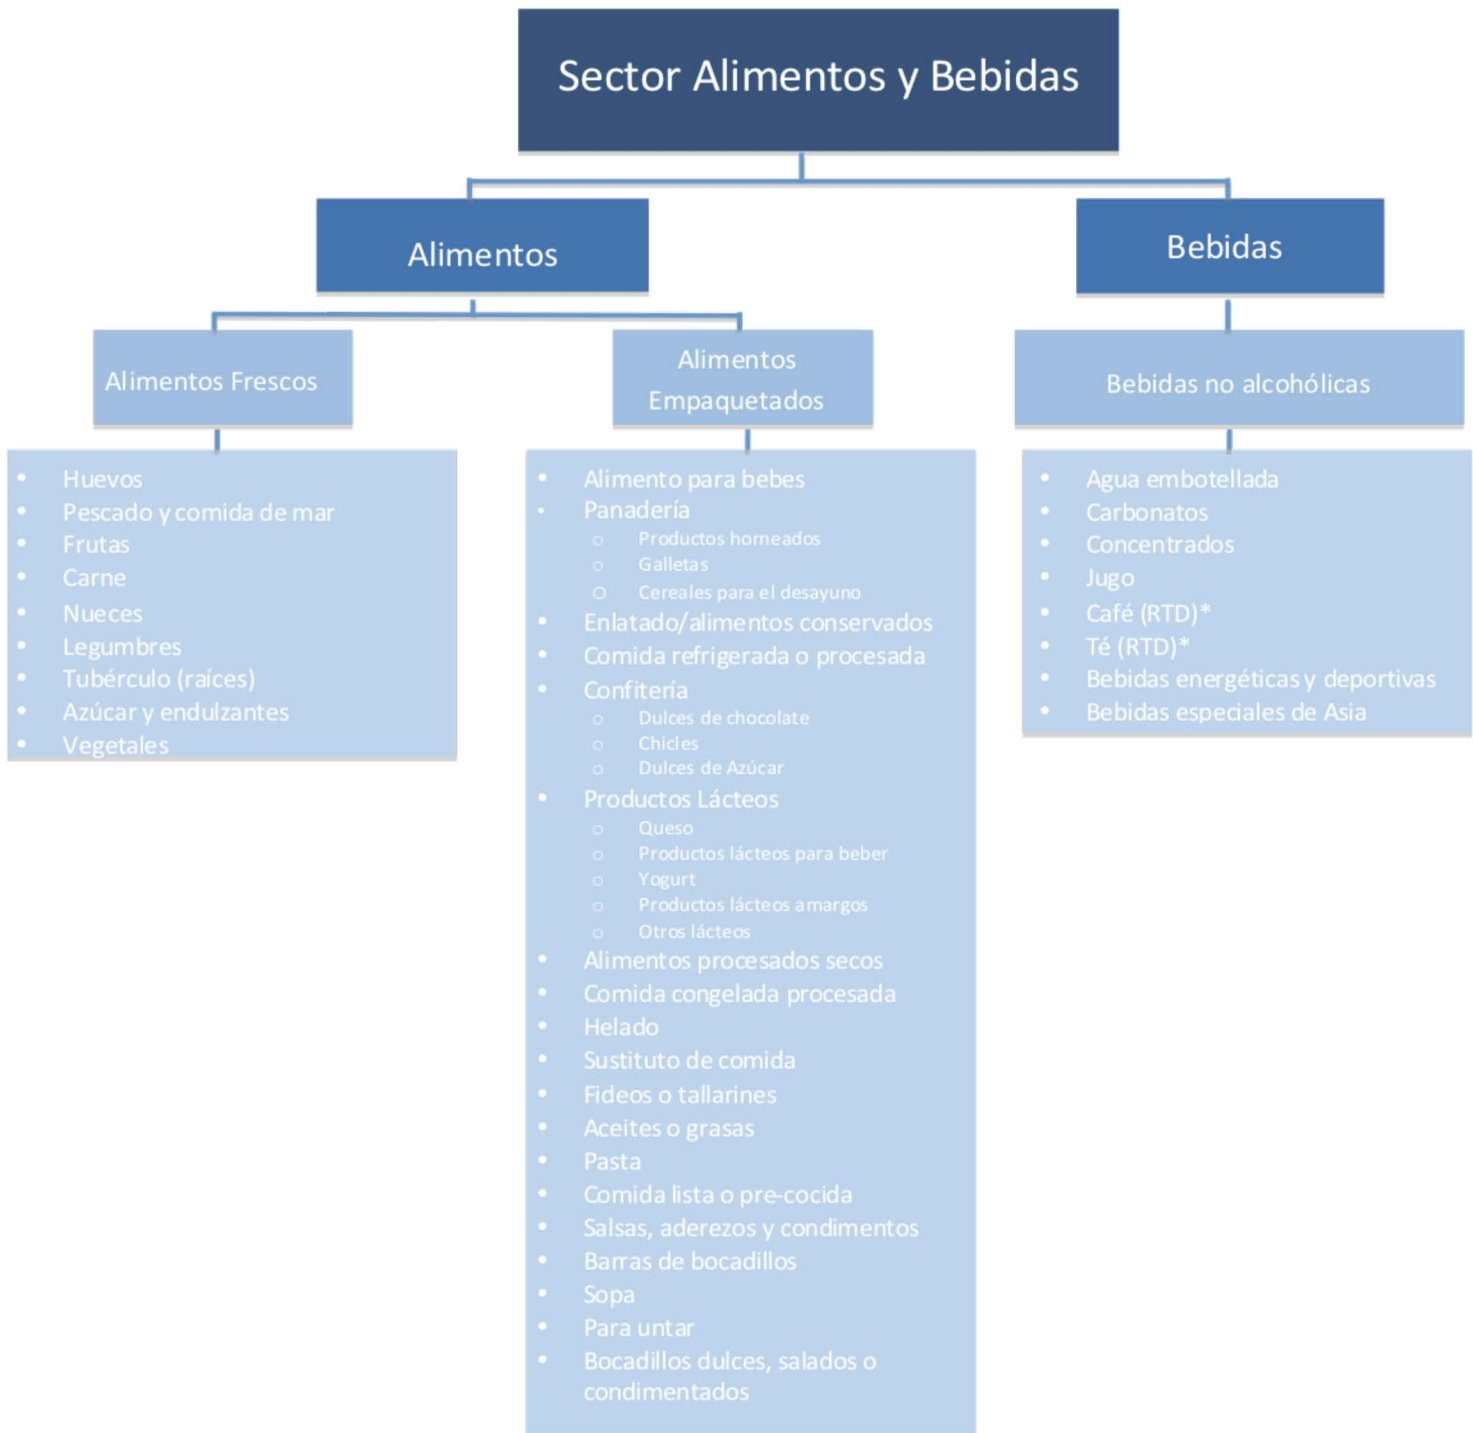 Sector Alimentos y Bebidas
Alimentos
Bebidas
Alimentos Frescos
Alimentos
Empaquetados
Bebidas no alcohólicas
• Huevos
• Pescado y comida de mar
• Frutas
• Carne
• Nueces
• Legumbres
• Tubérculo (raíces)
• Azúcar y endulzantes
• Vegetales
• Alimento para bebes
• Panadería
o Productos horneados
o Galletas
o Cereales para el desayuno
• Enlatado/alimentos conservados
• Comida refrigerada o procesada
• Confitería
o Dulces de chocolate
o Chicles
o Dulces de Azúcar
• Productos Lácteos
o Queso
o Productos lácteos para beber
o Yogurt
o Productos lácteos amargos
o Otros lácteos
• Alimentos procesados secos
• Comida congelada procesada
• Helado
• Sustituto de comida
• Fideos o tallarines
• Aceites o grasas
• Pasta
• Comida lista o pre-cocida
• Salsas, aderezos y condimentos
• Barras de bocadillos
• Sopa
• Para untar
• Bocadillos dulces, salados o
condimentados
• Agua embotellada
• Carbonatos
• Concentrados
• Jugo
• Café (RTD)*
• Té (RTD)*
• Bebidas energéticas y deportivas
• Bebidas especiales de Asia